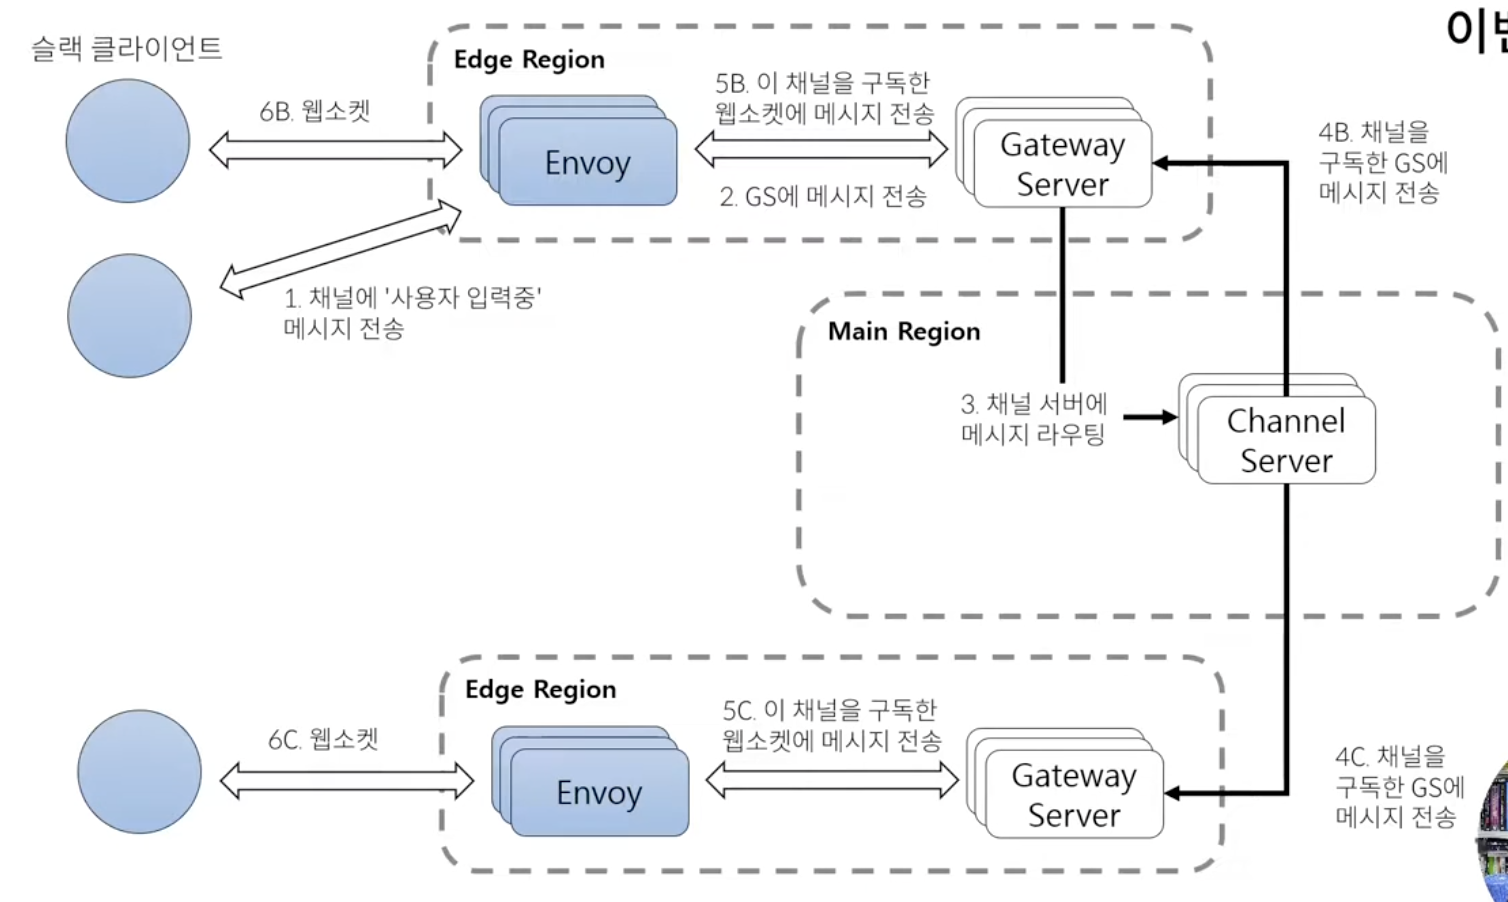 이벤
슬랙 클라이언트
Edge Region
6B. 웹소켓
Envoy
5B. 이 채널을 구독한
웹소켓에 메시지 전송
2. GS에 메시지 전송
Gateway
Server
4B. 채널을
구독한 GS에
메시지 전송
1. 채널에 '사용자 입력중'
메시지 전송
Main Region
3. 채널 서버에
메시지 라우팅
Channel
Server
Edge Region
6C. 웹소켓
Envoy
5C. 이 채널을 구독한
웹소켓에 메시지 전송
Gateway
Server
4C. 채널을
구독한 GS에
메시지 전송